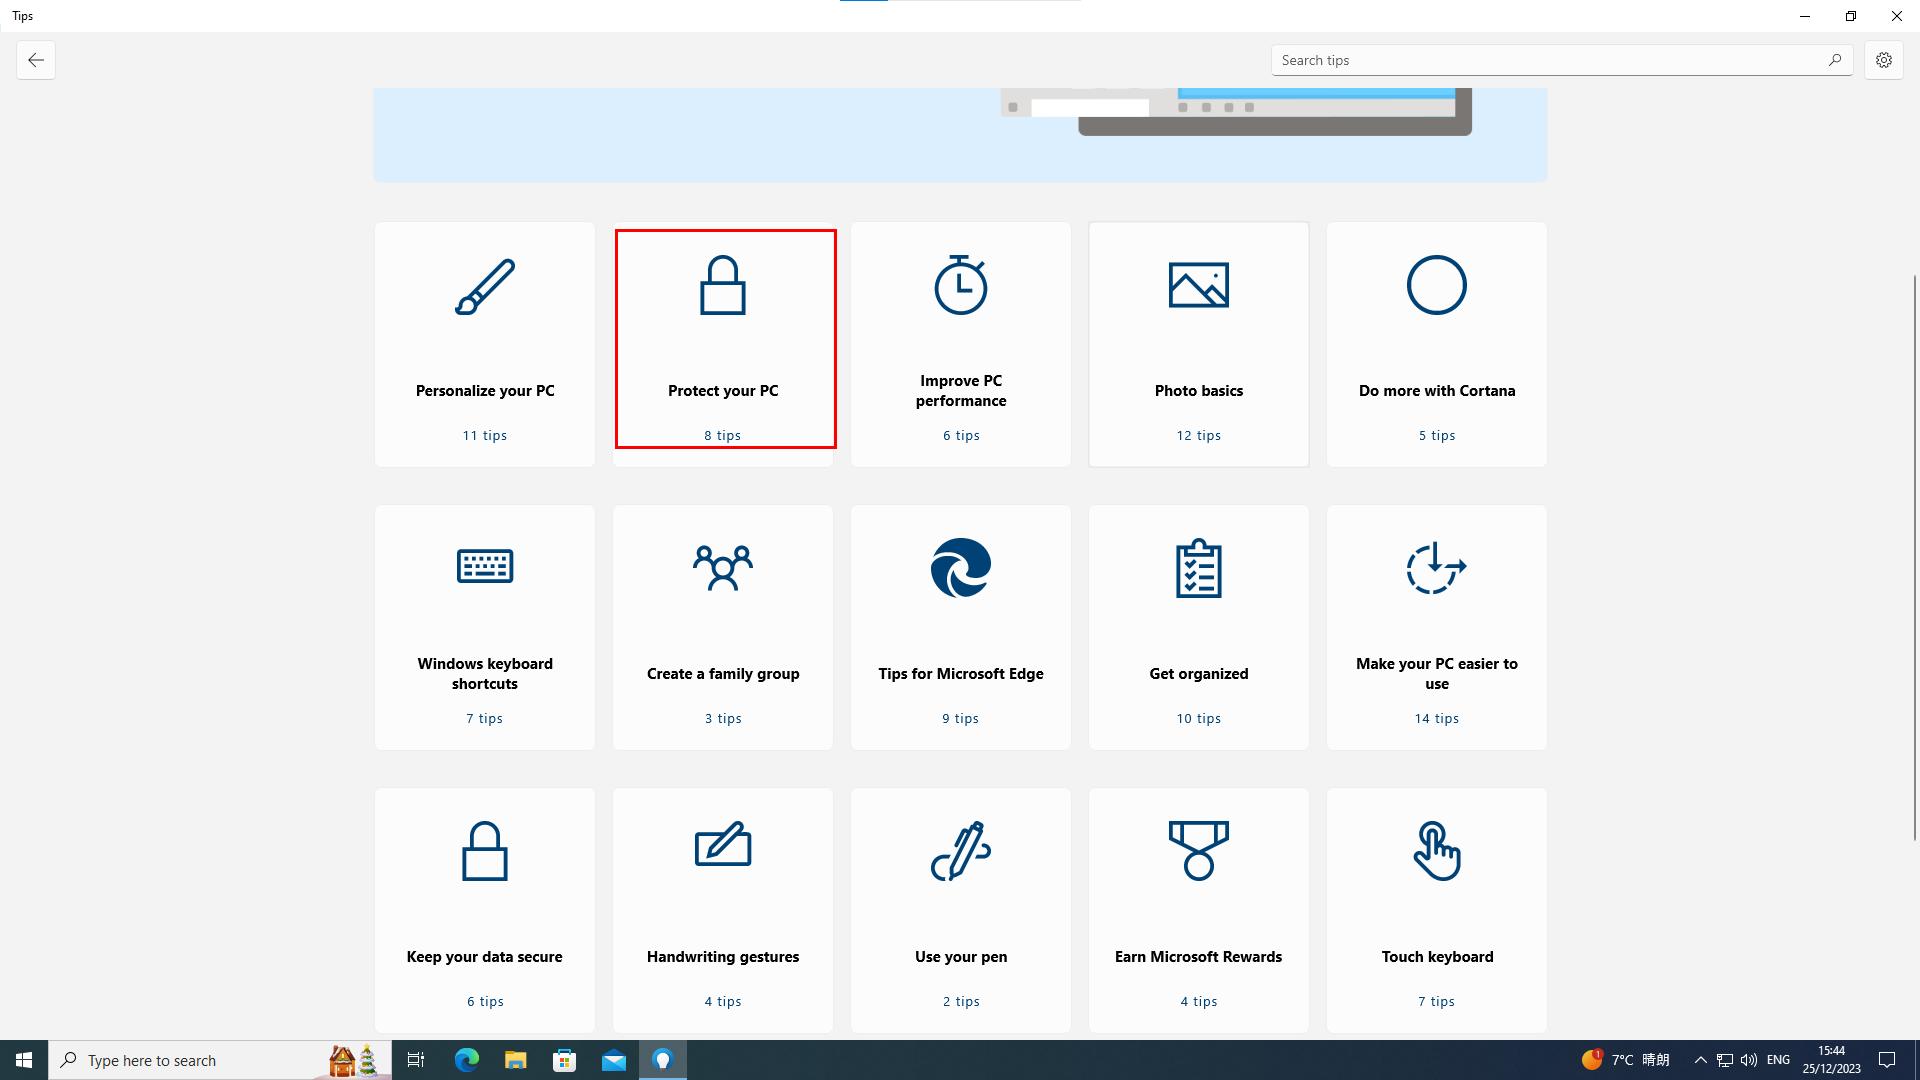 Tips
Search tips
Personalize your PC
11 tips
Protect your PC
8 tips
Improve PC
performance
6 tips
Photo basics
12 tips
Do more with Cortana
5 tips
Windows keyboard
shortcuts
7 tips
Create a family group
3 tips
Tips for Microsoft Edge
9 tips
Get organized
10 tips
Make your PC easier to
use
14 tips
Keep your data secure
6 tips
Handwriting gestures
4 tips
Use your pen
2 tips
Earn Microsoft Rewards
4 tips
Touch keyboard
7 tips
Type here to search
1
7°C 晴朗
ENG
15:44
25/12/2023